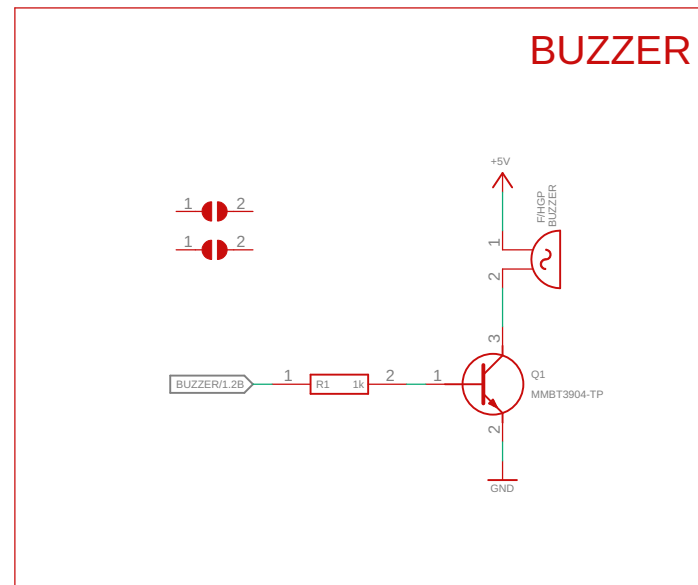 BUZZER
+5V
F/HGP
BUZZER
1 2
1 2
1
2
3
BUZZER/1.2B
1
R1 1k
2
1
Q1
MMBT3904-TP
2
GND